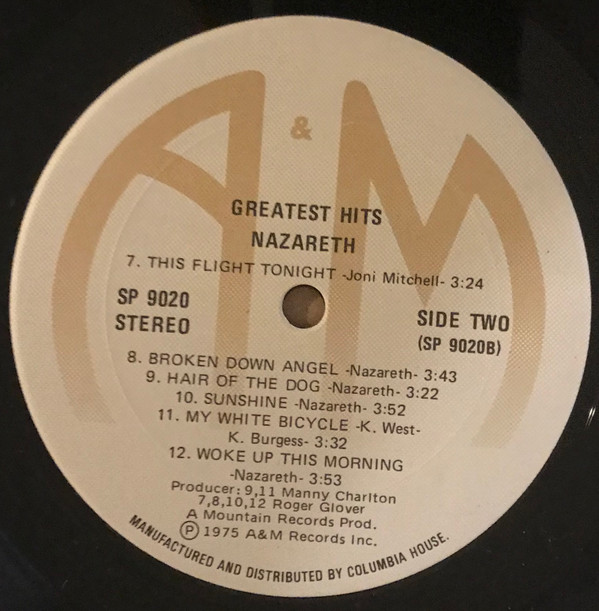 A & M
GREATEST HITS
NAZARETH
7. THIS FLIGHT TONIGHT -Joni Mitchell- 3:24
SP 9020
STEREO
SIDE TWO
(SP 9020B)
8. BROKEN DOWN ANGEL -Nazareth- 3:43
9. HAIR OF THE DOG -Nazareth- 3:22
10. SUNSHINE -Nazareth- 3:52
11. MY WHITE BICYCLE -K. West-
K. Burgess- 3:32
12. WOKE UP THIS MORNING
-Nazareth- 3:53
Producer: 9,11 Manny Charlton
7,8,10,12 Roger Glover
A Mountain Records Prod.
Ⓟ 1975 A&M Records Inc.
MANUFACTURED AND DISTRIBUTED BY COLUMBIA HOUSE.